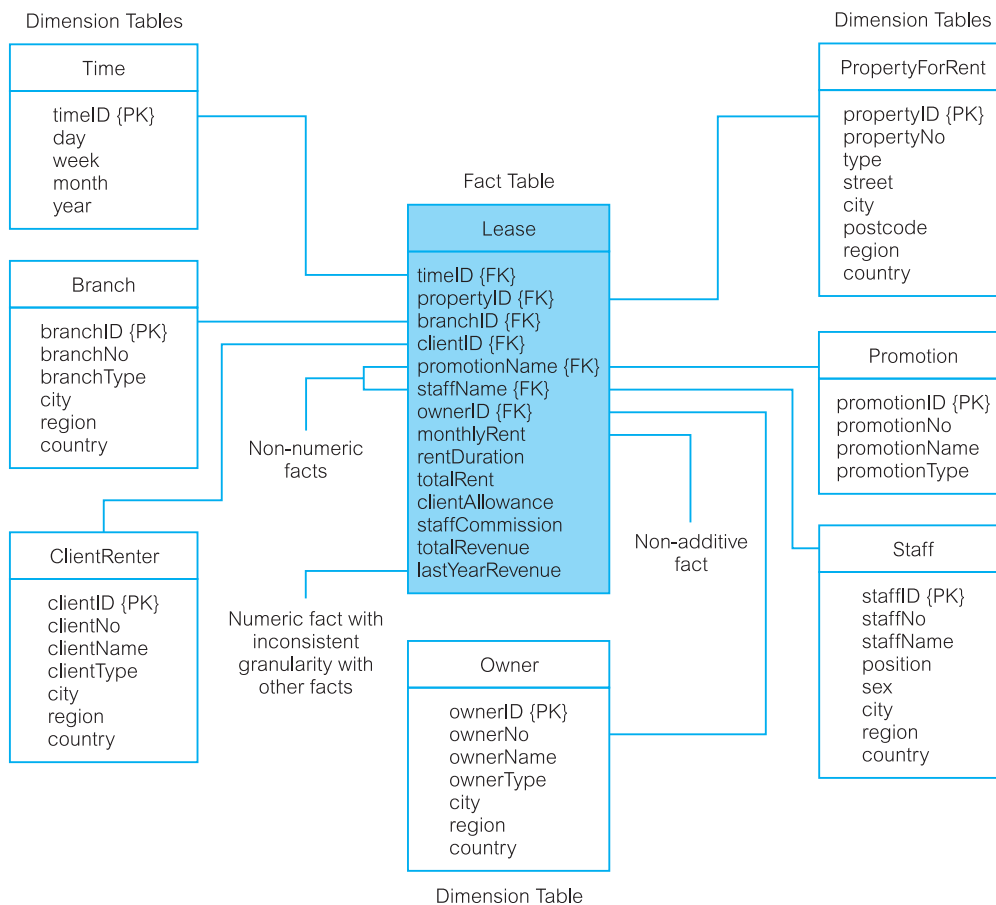 Dimension Tables
Time
timeID {PK}
day
week
month
year
Branch
branchID {PK}
branchNo
branchType
city
region
country
ClientRenter
clientID {PK}
clientNo
clientName
clientType
city
region
country
Fact Table
Lease
timeID {FK}
propertyID {FK}
branchID {FK}
clientID {FK}
promotionName {FK}
staffName {FK}
ownerID {FK}
monthlyRent
rentDuration
totalRent
clientAllowance
staffCommission
totalRevenue
lastYearRevenue
Non-numeric
facts
Numeric fact with
inconsistent
granularity with
other facts
Non-additive
fact
Owner
ownerID {PK}
ownerNo
ownerName
ownerType
city
region
country
Dimension Table
Dimension Tables
PropertyForRent
propertyID {PK}
propertyNo
type
street
city
postcode
region
country
Promotion
promotionID {PK}
promotionNo
promotionName
promotionType
Staff
staffID {PK}
staffNo
staffName
position
sex
city
region
country